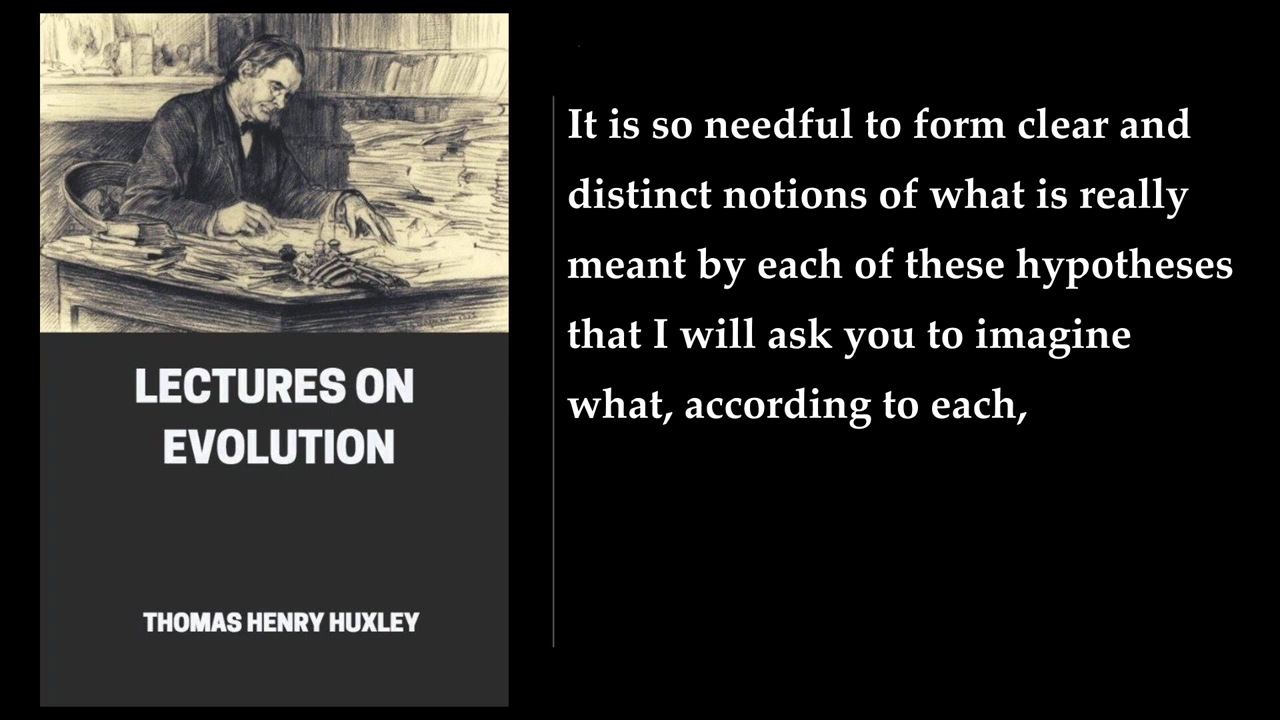 LECTURES ON
EVOLUTION
THOMAS HENRY HUXLEY
It is so needful to form clear and
distinct notions of what is really
meant by each of these hypotheses
that I will ask you to imagine
what, according to each,